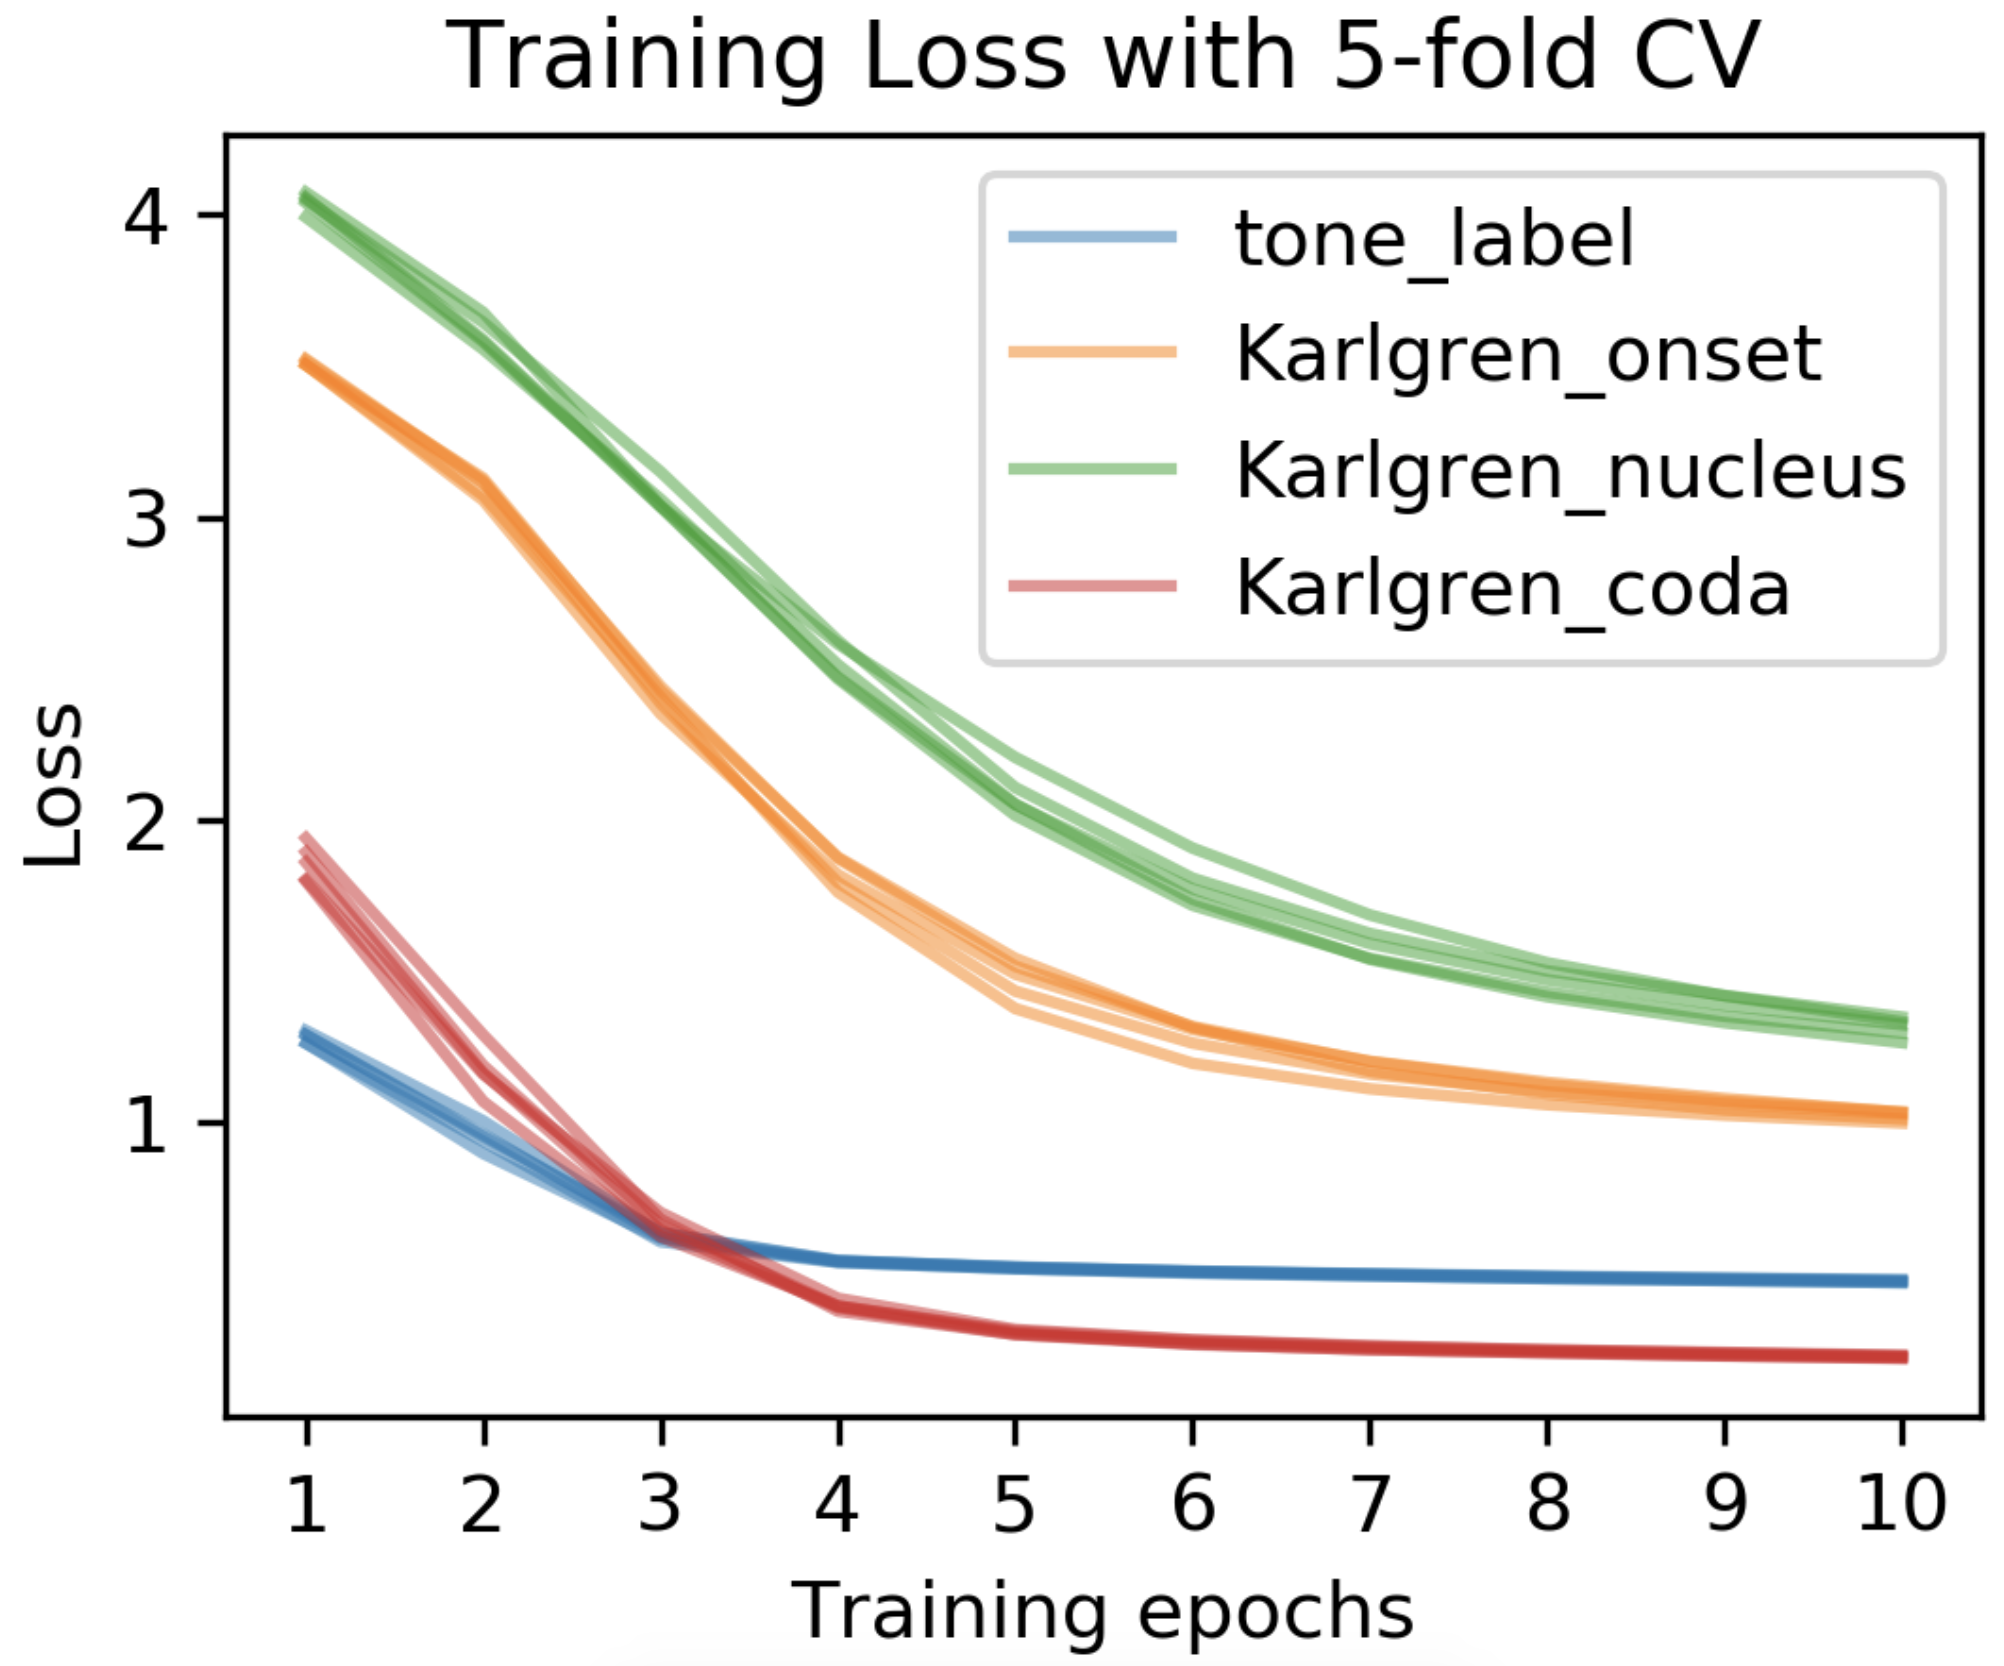 Training Loss with 5-fold CV
4
3
2
1
Loss
tone_label
Karlgren_onset
Karlgren_nucleus
Karlgren_coda
1 2 3 4 5 6 7 8 9 10
Training epochs